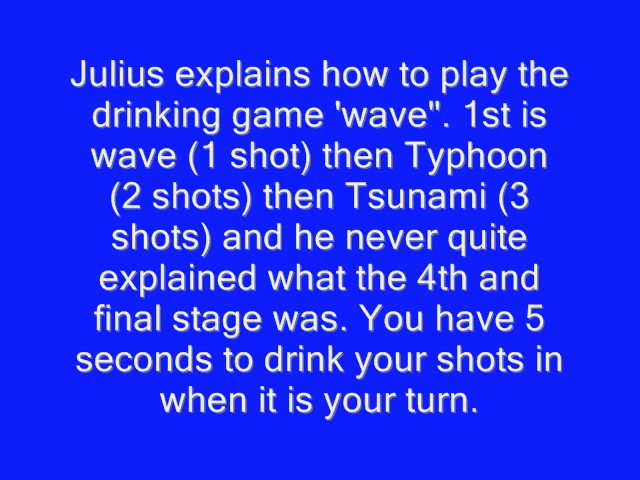 Julius explains how to play the
drinking game 'wave". 1st is
wave (1 shot) then Typhoon
(2 shots) then Tsunami (3
shots) and he never quite
explained what the 4th and
final stage was. You have 5
seconds to drink your shots in
when it is your turn.